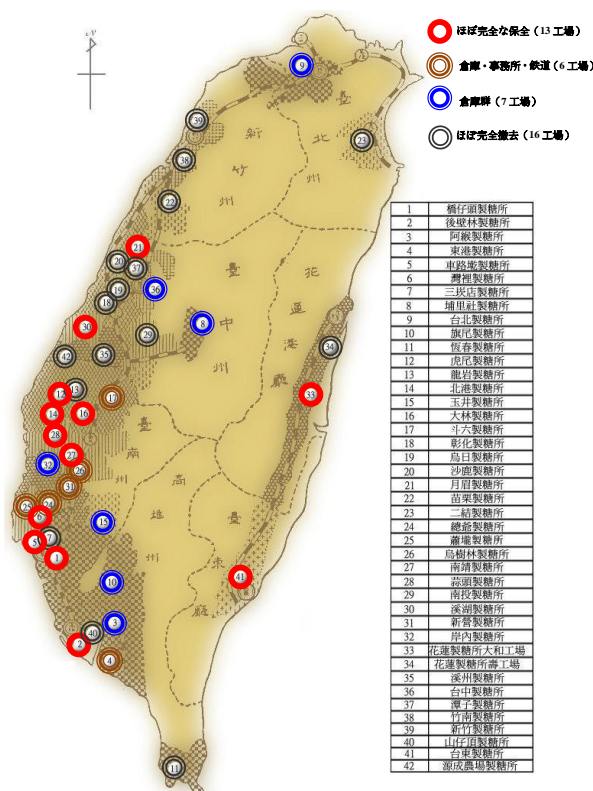 N
ほぼ完全な保全（13 工場）
倉庫・事務所・鉄道（6 工場）
倉庫群（7 工場）
ほぼ完全撤去（16 工場）
9
39
23
38
22
21
20
37
19
36
18
30
8
29
42
35
34
12
13
17
33
14
16
28
27
32
26
31
25
24
6
15
5
7
1
10
41
3
40
2
4
11
臺
北
州
新
竹
州
臺
中
州
花
蓮
港
廳
臺
南
州
高
雄
州
臺
東
廳
1 橋仔頭製糖所
2 後壁林製糖所
3 阿緱製糖所
4 東港製糖所
5 車路墘製糖所
6 灣裡製糖所
7 三崁店製糖所
8 埔里社製糖所
9 台北製糖所
10 旗尾製糖所
11 恆春製糖所
12 虎尾製糖所
13 龍岩製糖所
14 北港製糖所
15 玉井製糖所
16 大林製糖所
17 斗六製糖所
18 彰化製糖所
19 烏日製糖所
20 沙鹿製糖所
21 月眉製糖所
22 苗栗製糖所
23 二結製糖所
24 總爺製糖所
25 蕭壠製糖所
26 烏樹林製糖所
27 南靖製糖所
28 蒜頭製糖所
29 南投製糖所
30 溪湖製糖所
31 新營製糖所
32 岸內製糖所
33 花蓮製糖所大和工場
34 花蓮製糖所壽工場
35 溪州製糖所
36 台中製糖所
37 潭子製糖所
38 竹南製糖所
39 新竹製糖所
40 山仔頂製糖所
41 台東製糖所
42 源成農場製糖所